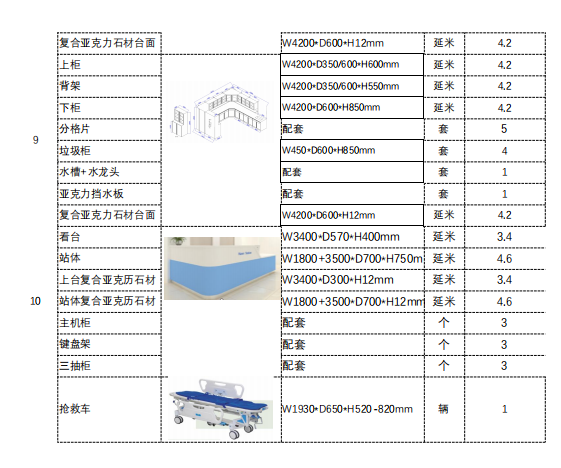 复合亚克力石材台面 W4200*D600*H12mm 延米 4.2
上柜 W4200*D350/600*H600mm 延米 4.2
背架 W4200*D350/600*H550mm 延米 4.2
下柜 W4200*D600*H850mm 延米 4.2
分格片 配套 套 5
9
垃圾柜 W450*D600*H850mm 套 4
水槽+水龙头 配套 套 1
亚克力挡水板 配套 套 1
复合亚克力石材台面 W4200*D600*H12mm 延米 4.2
看台 W3400*D570*H400mm 延米 3.4
站体 W1800+3500*D700*H750m 延米 4.6
上台复合亚克历石材 W3400*D300*H12mm 延米 3.4
10 站体复合亚克历石材 W1800+3500*D700*H12mm 延米 4.6
主机柜 配套 个 3
键盘架 配套 个 3
三抽柜 配套 个 3
抢救车 W1930*D650*H520-820mm 辆 1